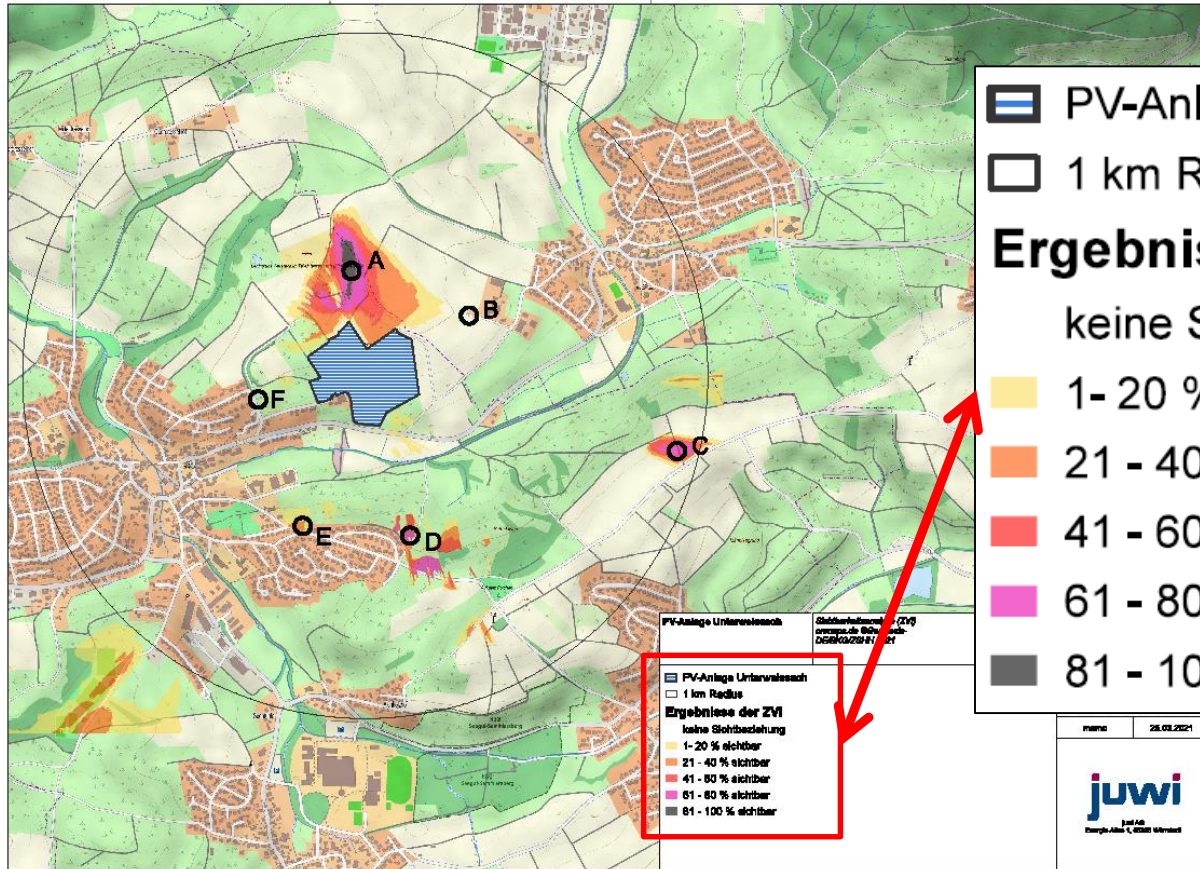 A
B
C
D
E
F
PV-Anl
1 km R
Ergebnis
keine S
1- 20 %
21 - 40
41 - 60
61 - 80
81 - 10
PV-Anlage Unterweissach
PV-Anlage Unterweissach
1 km Radius
Ergebnisse der ZVI
keine Sichtbeziehung
1- 20 % sichtbar
21 - 40 % sichtbar
41 - 60 % sichtbar
61 - 80 % sichtbar
81 - 100 % sichtbar
25.03.2021
juwi
juwi AG